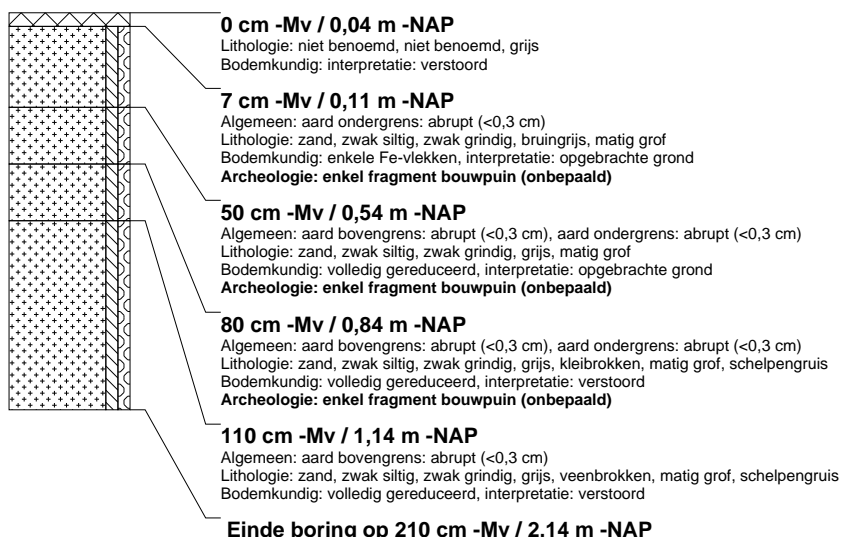 0 cm -Mv / 0,04 m -NAP
Lithologie: niet benoemd, niet benoemd, grijs
Bodemkundig: interpretatie: verstoord
7 cm -Mv / 0,11 m -NAP
Algemeen: aard ondergrens: abrupt (<0,3 cm)
Lithologie: zand, zwak siltig, zwak grindig, bruingrijs, matig grof
Bodemkundig: enkele Fe-vlekken, interpretatie: opgebrachte grond
Archeologie: enkel fragment bouwpuin (onbepaald)
50 cm -Mv / 0,54 m -NAP
Algemeen: aard bovengrens: abrupt (<0,3 cm), aard ondergrens: abrupt (<0,3 cm)
Lithologie: zand, zwak siltig, zwak grindig, grijs, matig grof
Bodemkundig: volledig gereduceerd, interpretatie: opgebrachte grond
Archeologie: enkel fragment bouwpuin (onbepaald)
80 cm -Mv / 0,84 m -NAP
Algemeen: aard bovengrens: abrupt (<0,3 cm), aard ondergrens: abrupt (<0,3 cm)
Lithologie: zand, zwak siltig, zwak grindig, grijs, kleibrokken, matig grof, schelpengruis
Bodemkundig: volledig gereduceerd, interpretatie: verstoord
Archeologie: enkel fragment bouwpuin (onbepaald)
110 cm -Mv / 1,14 m -NAP
Algemeen: aard bovengrens: abrupt (<0,3 cm)
Lithologie: zand, zwak siltig, zwak grindig, grijs, veenbrokken, matig grof, schelpengruis
Bodemkundig: volledig gereduceerd, interpretatie: verstoord
Einde boring op 210 cm -Mv / 2,14 m -NAP